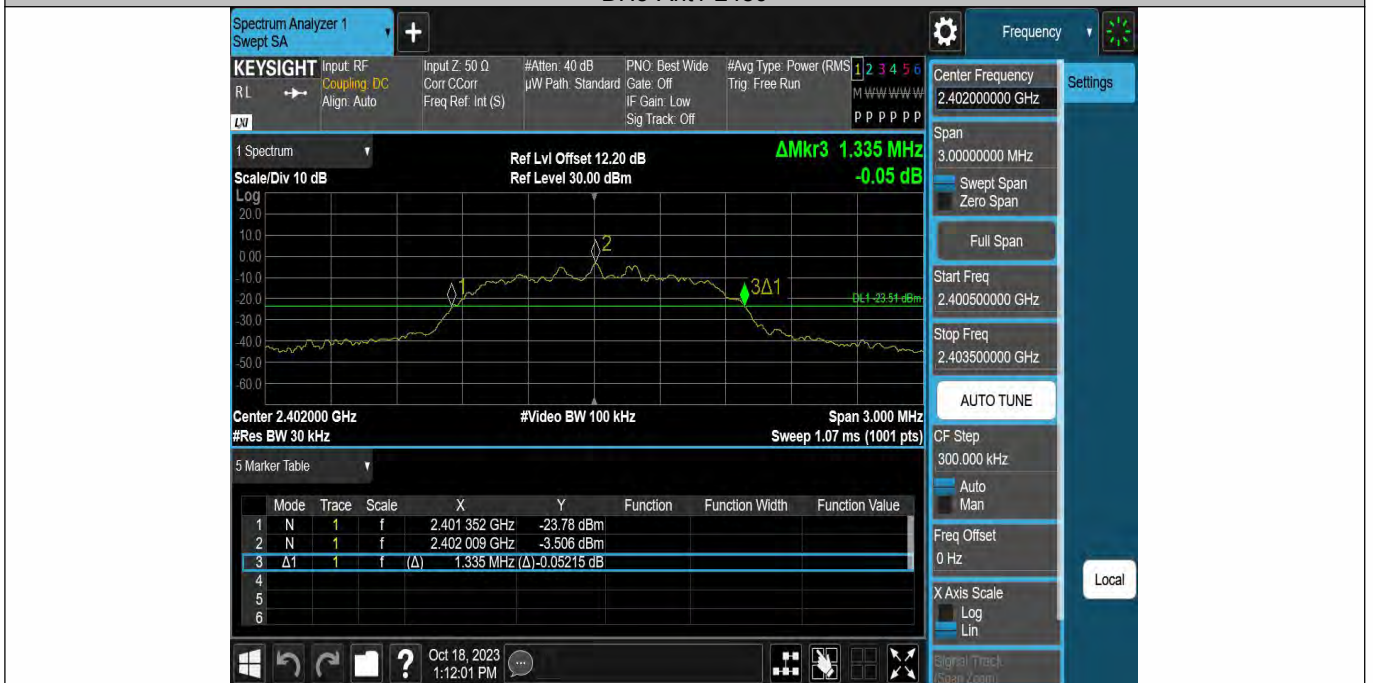 Spectrum Analyzer 1
Swept SA
+
Frequency
KEYSIGHT
RL
LXI
Input: RF
Coupling: DC
Align: Auto
Input Z: 50 Ω
Corr CCorr
Freq Ref: Int (S)
#Atten: 40 dB
µW Path: Standard
PNO: Best Wide
Gate: Off
IF Gain: Low
Sig Track: Off
#Avg Type: Power (RMS
Trig: Free Run
1 2 3 4 5 6
M W W W W W
P P P P P P
Center Frequency
2.402000000 GHz
Settings
Span
3.00000000 MHz
Swept Span
Zero Span
Full Span
Start Freq
2.400500000 GHz
Stop Freq
2.403500000 GHz
AUTO TUNE
CF Step
300.000 kHz
Auto
Man
Freq Offset
0 Hz
Local
X Axis Scale
Log
Lin
Signal Track
(Span Zoom)
1 Spectrum
Scale/Div 10 dB
Ref Lvl Offset 12.20 dB
Ref Level 30.00 dBm
ΔMkr3 1.335 MHz
-0.05 dB
Log
20.0
10.0
0.00
-10.0
-20.0
-30.0
-40.0
-50.0
-60.0
1
2
3Δ1
DL1 -23.51 dBm
Center 2.402000 GHz
#Video BW 100 kHz
Span 3.000 MHz
#Res BW 30 kHz
Sweep 1.07 ms (1001 pts)
5 Marker Table
Mode Trace Scale X Y Function Function Width Function Value
1 N 1 f 2.401 352 GHz -23.78 dBm
2 N 1 f 2.402 009 GHz -3.506 dBm
3 Δ1 1 f (Δ) 1.335 MHz (Δ)-0.05215 dB
4
5
6
?
Oct 18, 2023
1:12:01 PM